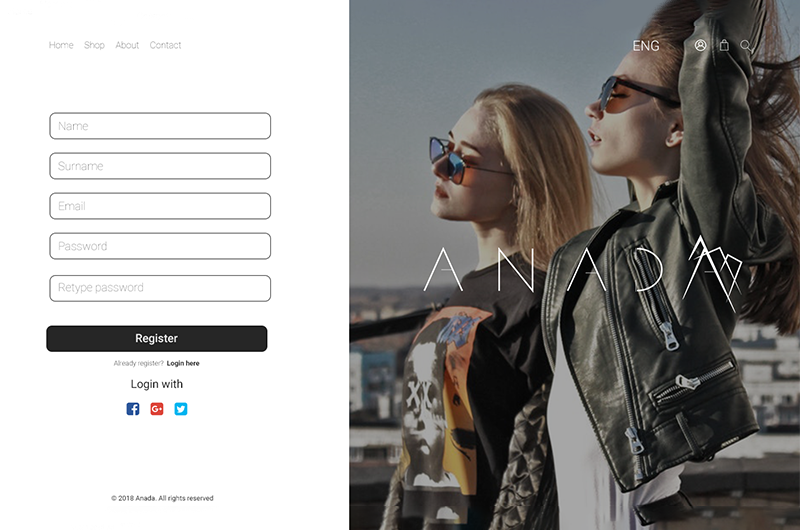 Home Shop About Contact
ENG
Name
Surname
Email
Password
Retype password
Register
Already register? Login here
Login with
ANADA
© 2018 Anada. All rights reserved